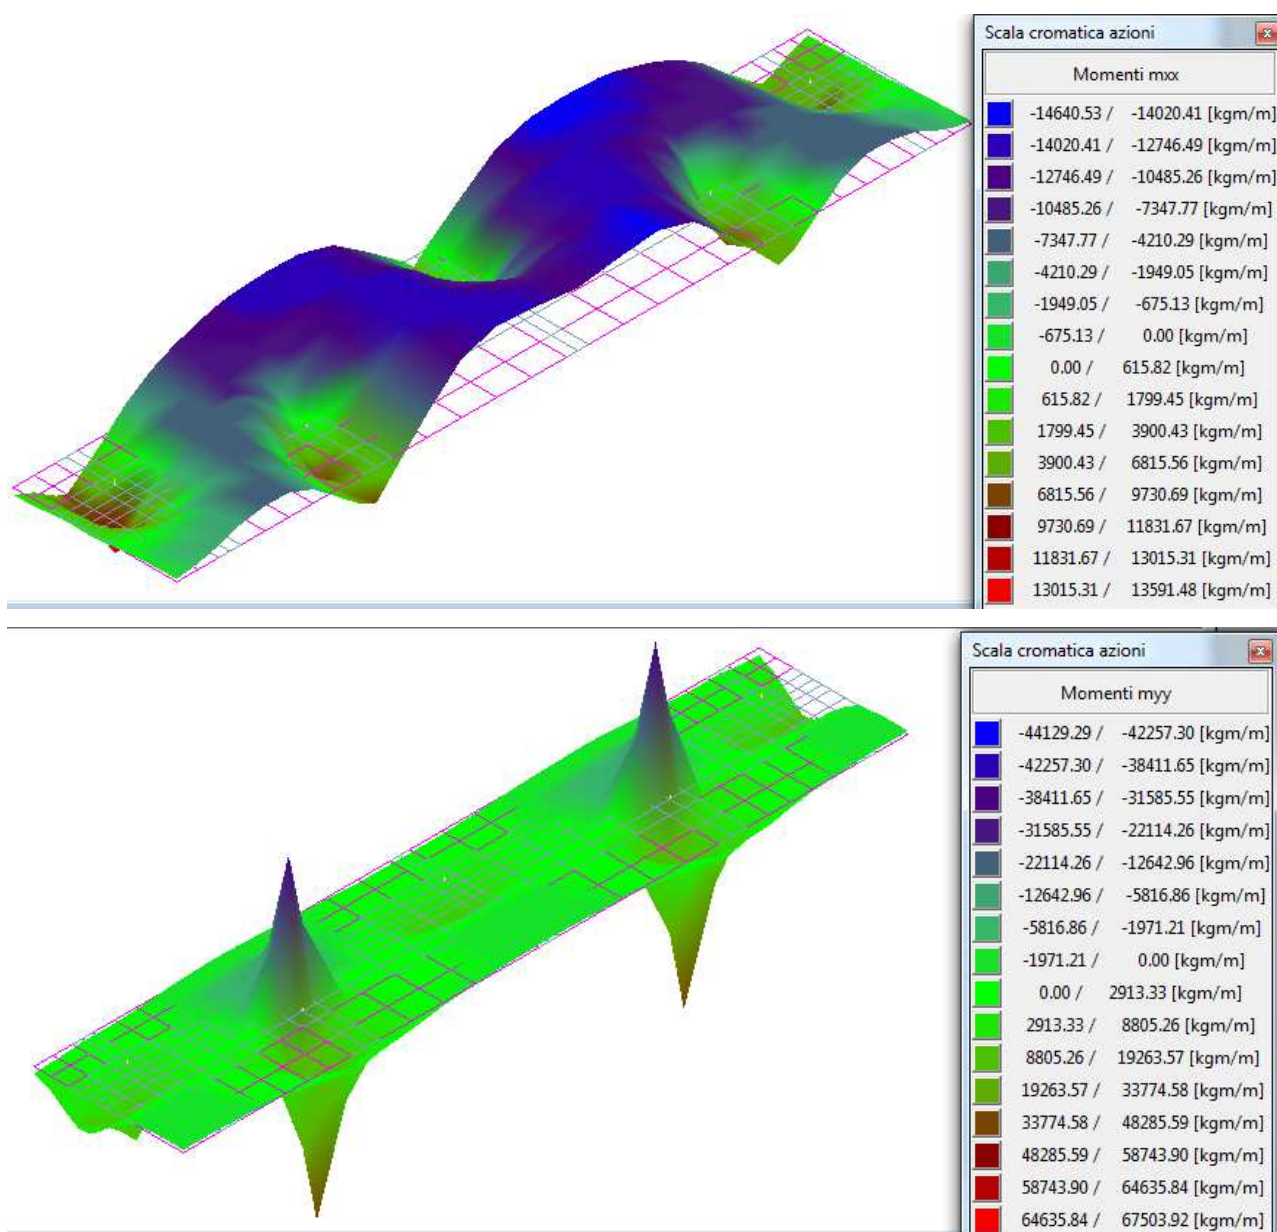 Scala cromatica azioni
Momenti mxx
-14640.53 / -14020.41 [kgm/m]
-14020.41 / -12746.49 [kgm/m]
-12746.49 / -10485.26 [kgm/m]
-10485.26 / -7347.77 [kgm/m]
-7347.77 / -4210.29 [kgm/m]
-4210.29 / -1949.05 [kgm/m]
-1949.05 / -675.13 [kgm/m]
-675.13 / 0.00 [kgm/m]
0.00 / 615.82 [kgm/m]
615.82 / 1799.45 [kgm/m]
1799.45 / 3900.43 [kgm/m]
3900.43 / 6815.56 [kgm/m]
6815.56 / 9730.69 [kgm/m]
9730.69 / 11831.67 [kgm/m]
11831.67 / 13015.31 [kgm/m]
13015.31 / 13591.48 [kgm/m]
Scala cromatica azioni
Momenti myy
-44129.29 / -42257.30 [kgm/m]
-42257.30 / -38411.65 [kgm/m]
-38411.65 / -31585.55 [kgm/m]
-31585.55 / -22114.26 [kgm/m]
-22114.26 / -12642.96 [kgm/m]
-12642.96 / -5816.86 [kgm/m]
-5816.86 / -1971.21 [kgm/m]
-1971.21 / 0.00 [kgm/m]
0.00 / 2913.33 [kgm/m]
2913.33 / 8805.26 [kgm/m]
8805.26 / 19263.57 [kgm/m]
19263.57 / 33774.58 [kgm/m]
33774.58 / 48285.59 [kgm/m]
48285.59 / 58743.90 [kgm/m]
58743.90 / 64635.84 [kgm/m]
64635.84 / 67503.92 [kgm/m]